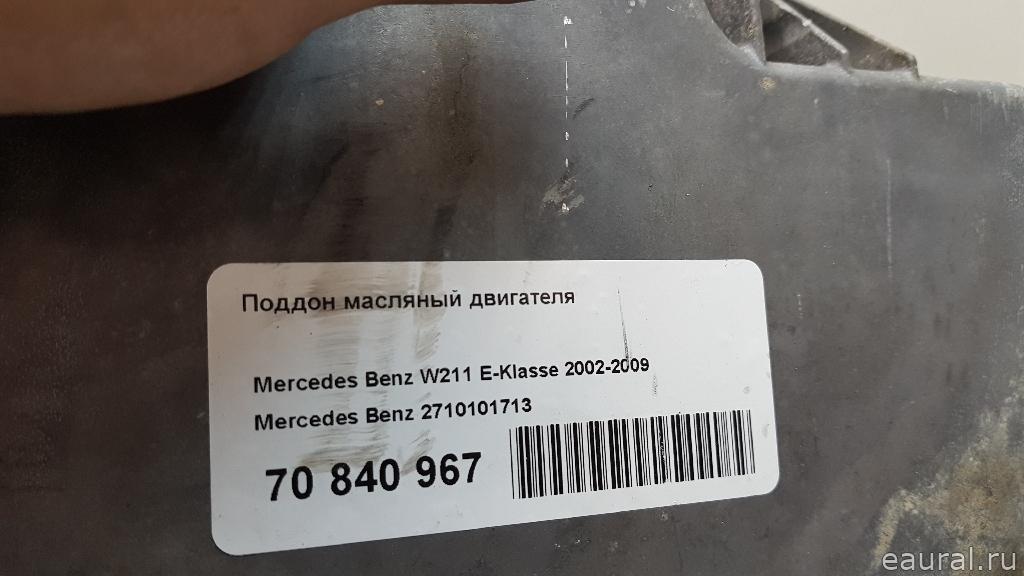 Поддон масляный двигателя
Mercedes Benz W211 E-Klasse 2002-2009
Mercedes Benz 2710101713
70 840 967
eaural.ru